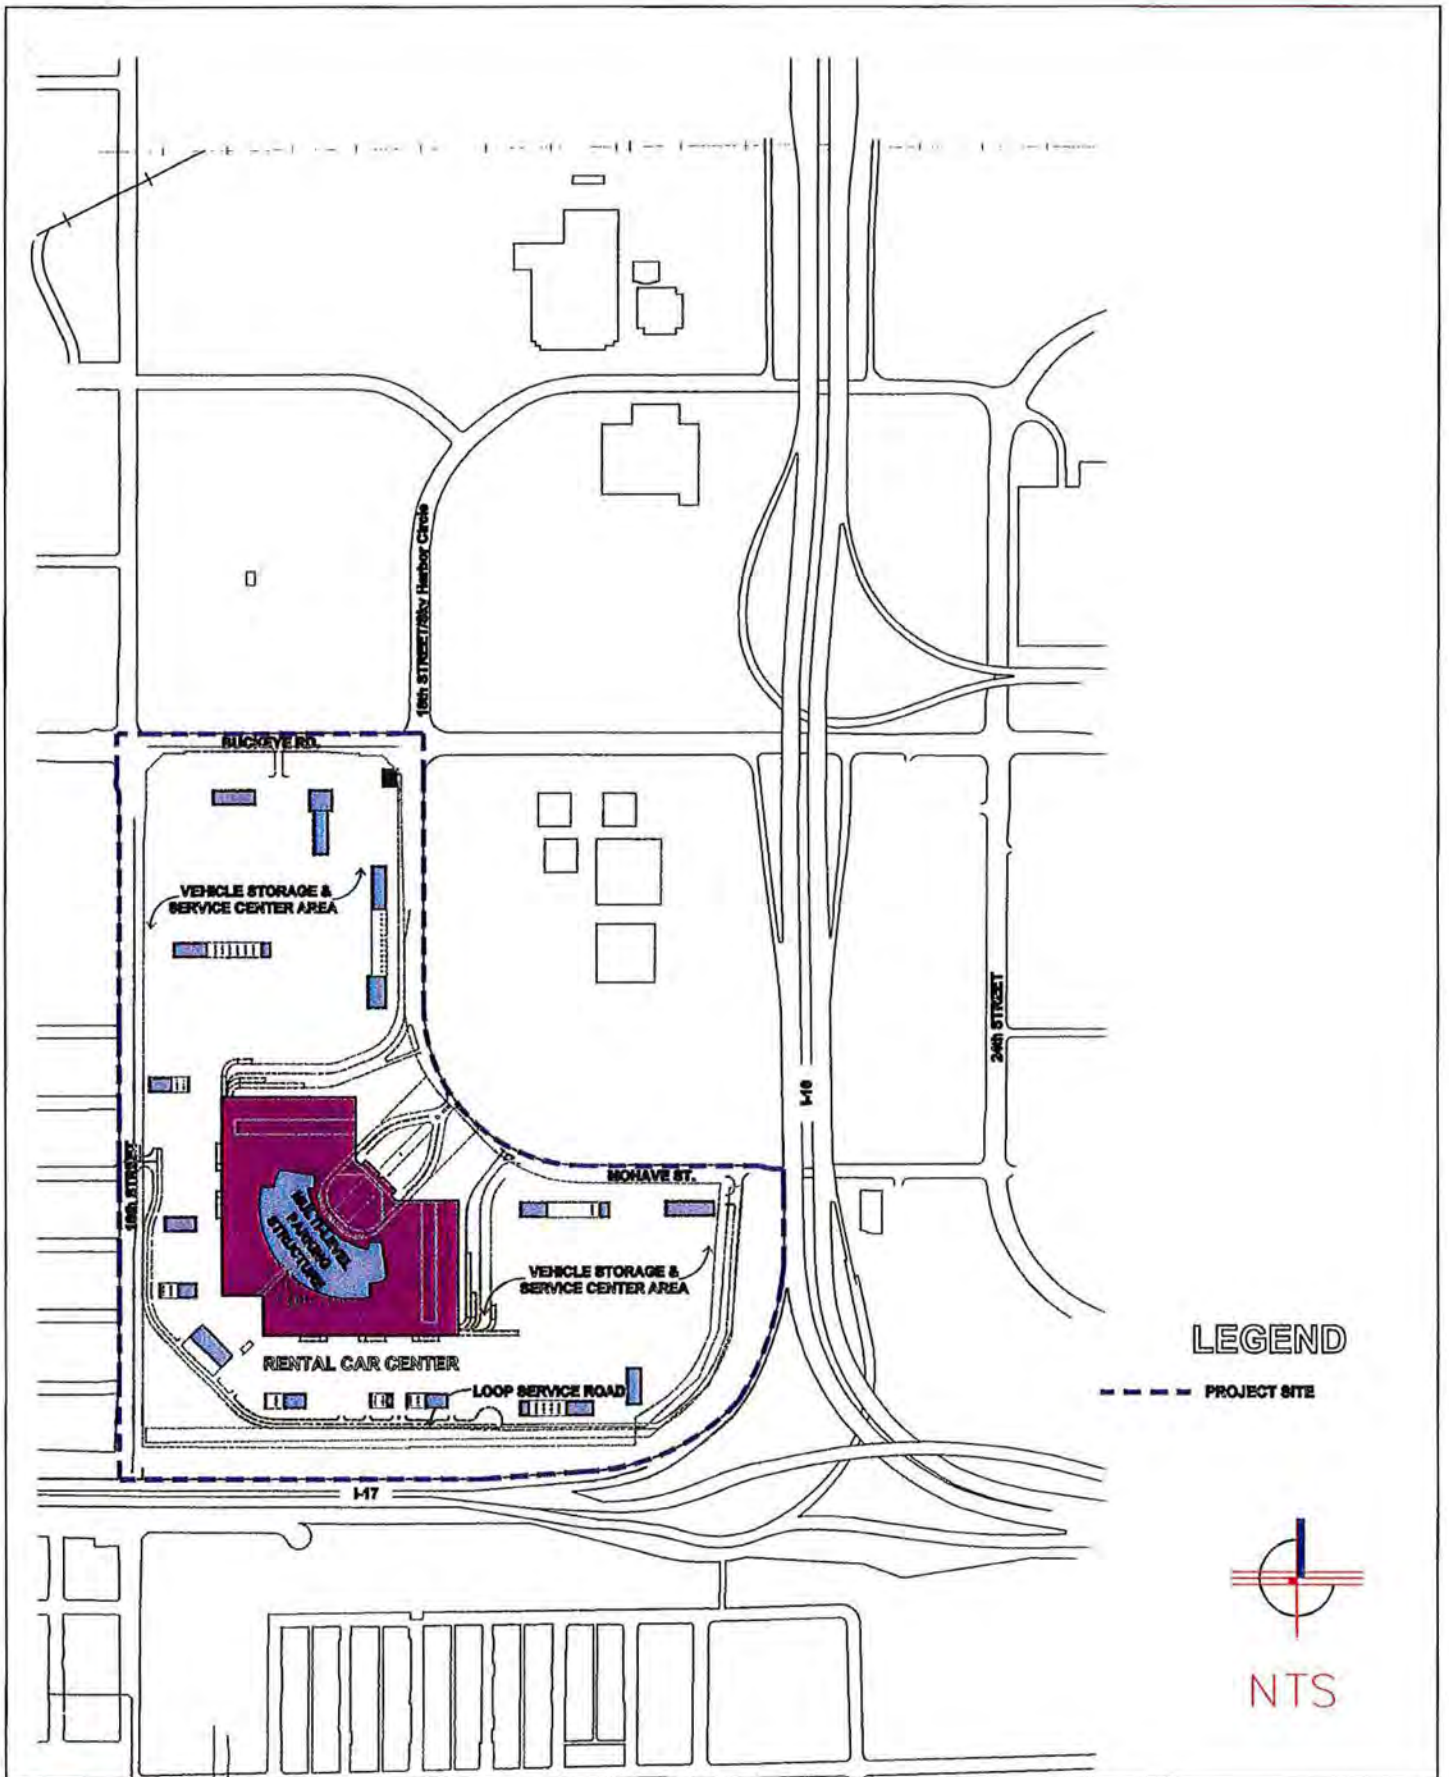 18th STREET/Sky Harbor Circle
BUCKEYE RD.
VEHICLE STORAGE &
SERVICE CENTER AREA
24th STREET
I-10
16th STREET
MOHAVE ST.
MULTI-LEVEL
PARKING
STRUCTURE
VEHICLE STORAGE &
SERVICE CENTER AREA
LEGEND
RENTAL CAR CENTER
LOOP SERVICE ROAD
PROJECT SITE
I-17
NTS